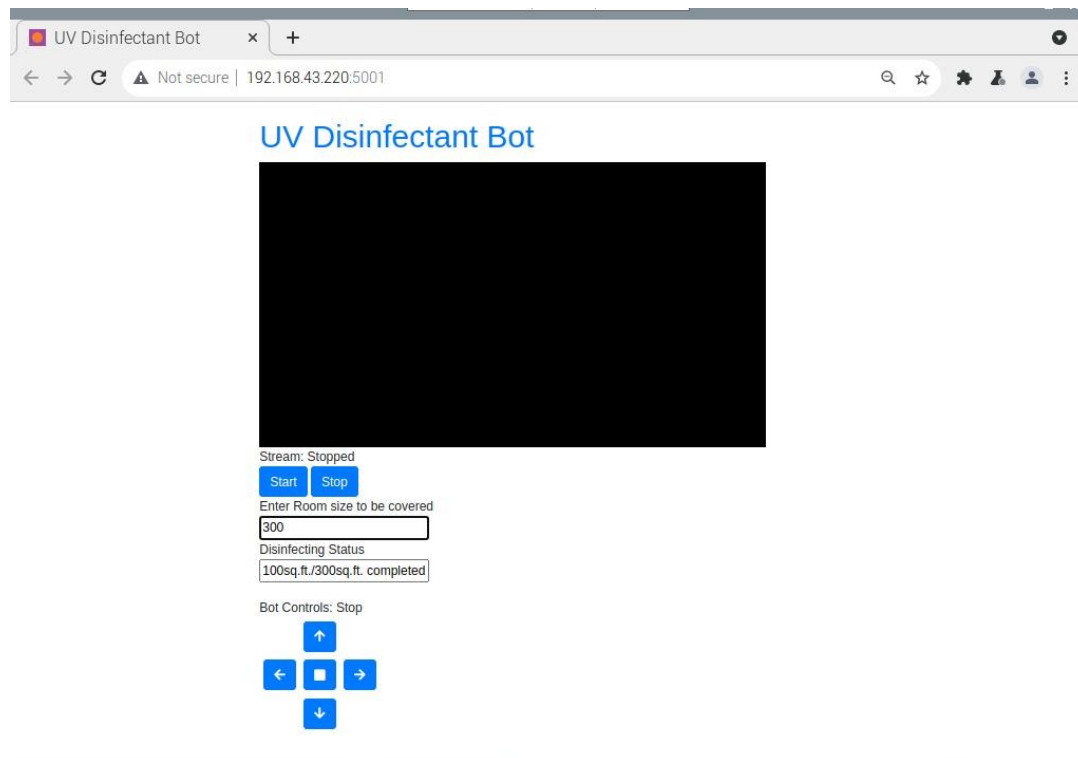 UV Disinfectant Bot
Not secure | 192.168.43.220:5001
UV Disinfectant Bot
Stream: Stopped
Start Stop
Enter Room size to be covered
300
Disinfecting Status
100sq.ft./300sq.ft. completed
Bot Controls: Stop